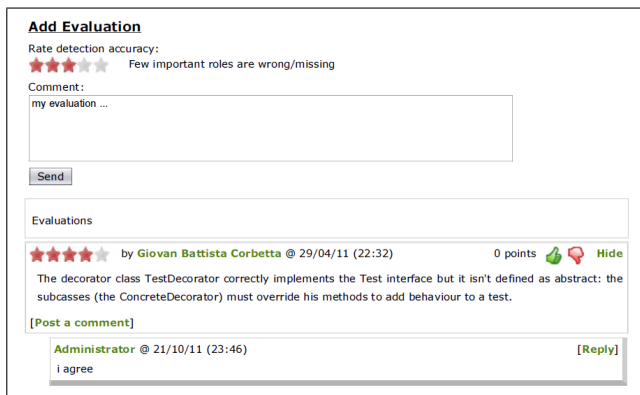 Add Evaluation
Rate detection accuracy:
Few important roles are wrong/missing
Comment:
my evaluation ...
Send
Evaluations
by Giovan Battista Corbetta @ 29/04/11 (22:32) 0 points Hide
The decorator class TestDecorator correctly implements the Test interface but it isn't defined as abstract: the
subcasses (the ConcreteDecorator) must override his methods to add behaviour to a test.
[Post a comment]
Administrator @ 21/10/11 (23:46) [Reply]
i agree